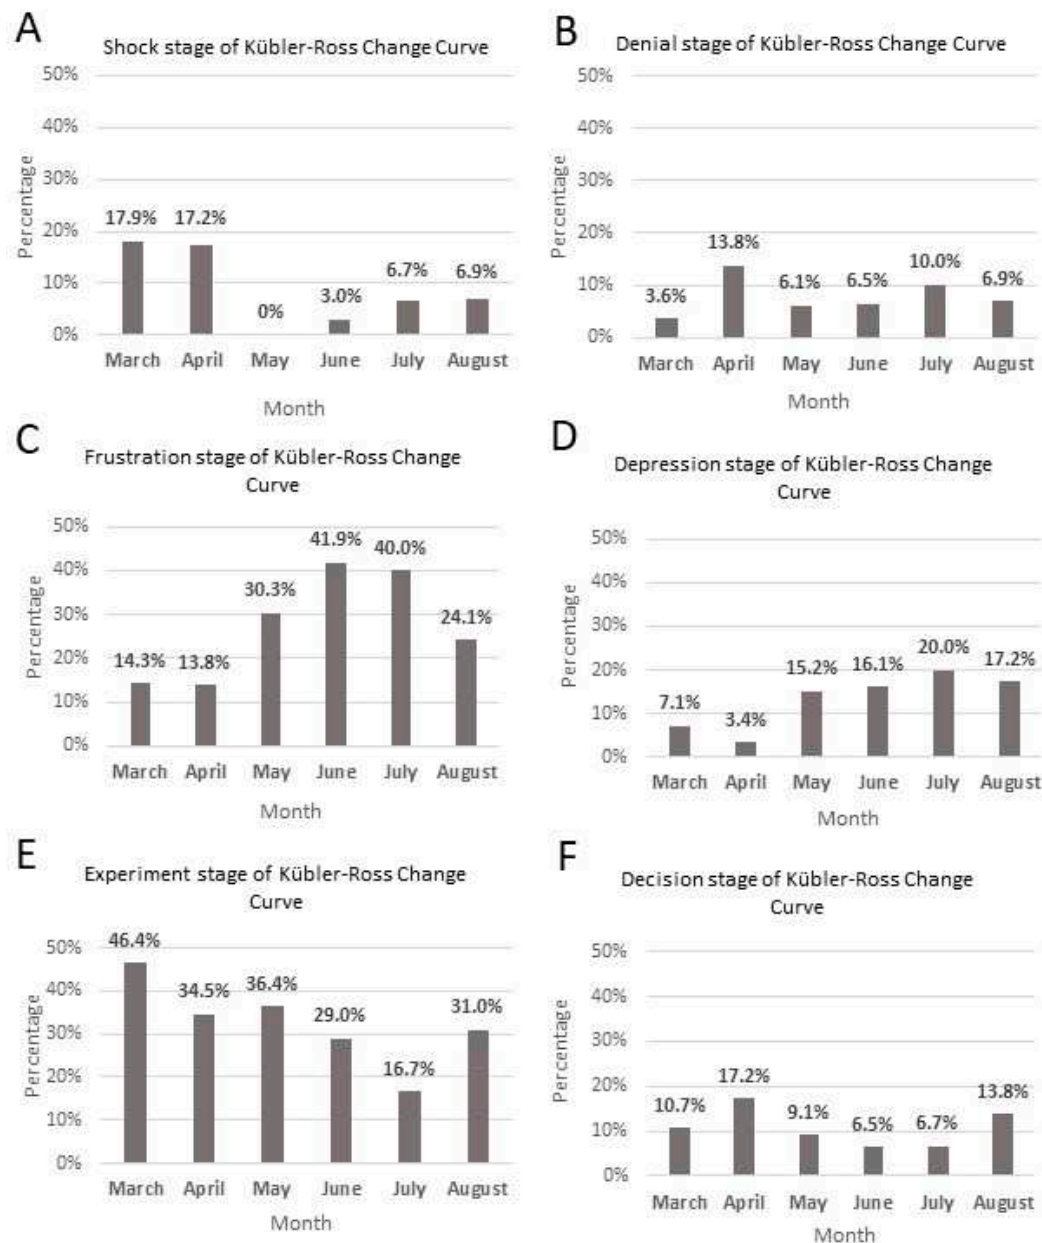 A
Shock stage of Kübler-Ross Change Curve
50%
40%
30%
20%
10%
0%
Percentage
17.9%
17.2%
0%
3.0%
6.7%
6.9%
March
April
May
June
July
August
Month
B
Denial stage of Kübler-Ross Change Curve
50%
40%
30%
20%
10%
0%
Percentage
3.6%
13.8%
6.1%
6.5%
10.0%
6.9%
March
April
May
June
July
August
Month
C
Frustration stage of Kübler-Ross Change
Curve
50%
40%
30%
20%
10%
0%
Percentage
14.3%
13.8%
30.3%
41.9%
40.0%
24.1%
March
April
May
June
July
August
Month
D
Depression stage of Kübler-Ross Change
Curve
50%
40%
30%
20%
10%
0%
Percentage
7.1%
3.4%
15.2%
16.1%
20.0%
17.2%
March
April
May
June
July
August
Month
E
Experiment stage of Kübler-Ross Change
Curve
50%
40%
30%
20%
10%
0%
Percentage
46.4%
34.5%
36.4%
29.0%
16.7%
31.0%
March
April
May
June
July
August
Month
F
Decision stage of Kübler-Ross Change
Curve
50%
40%
30%
20%
10%
0%
Percentage
10.7%
17.2%
9.1%
6.5%
6.7%
13.8%
March
April
May
June
July
August
Month